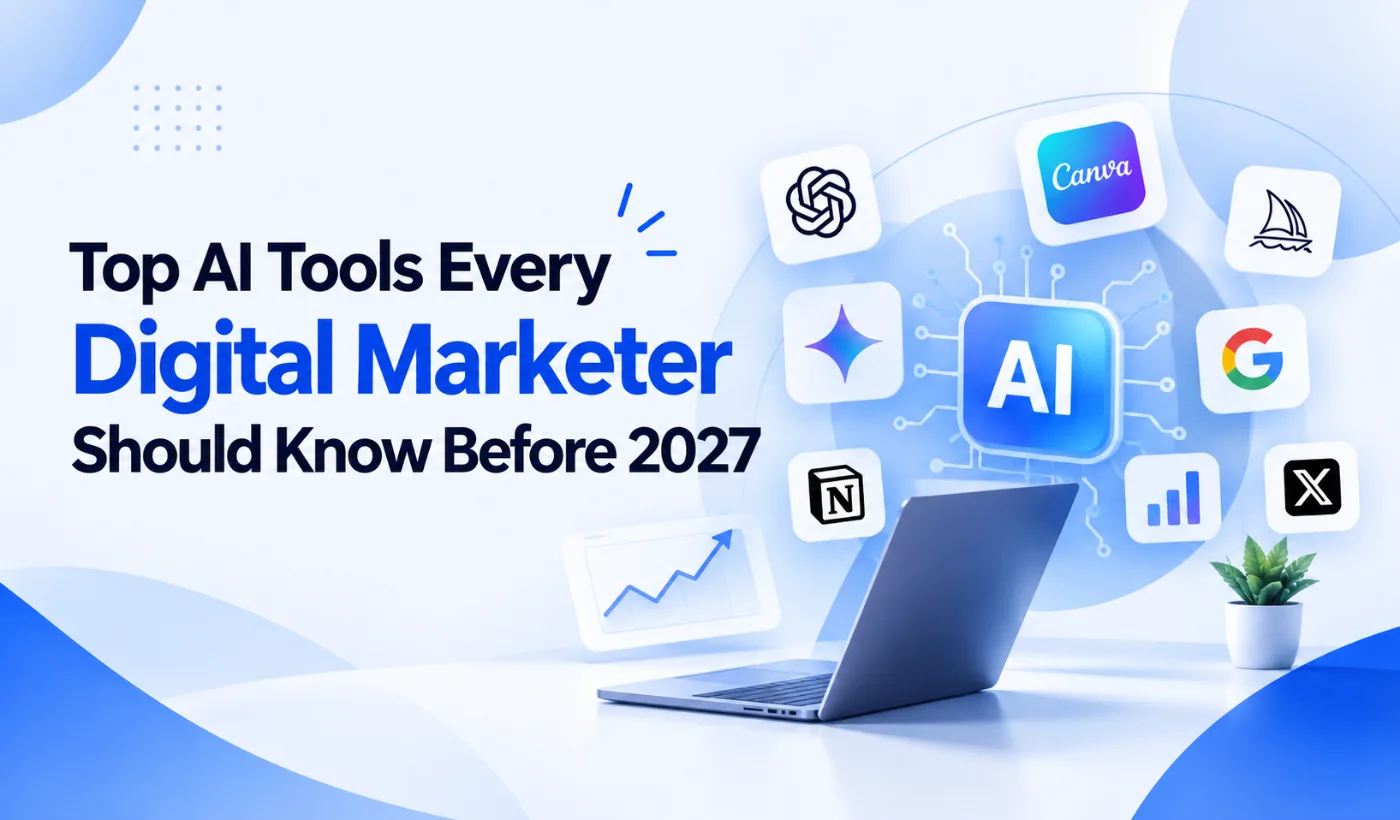 Top AI Tools Every
Digital Marketer
Should Know Before 2027
Canva
AI
G
N
X